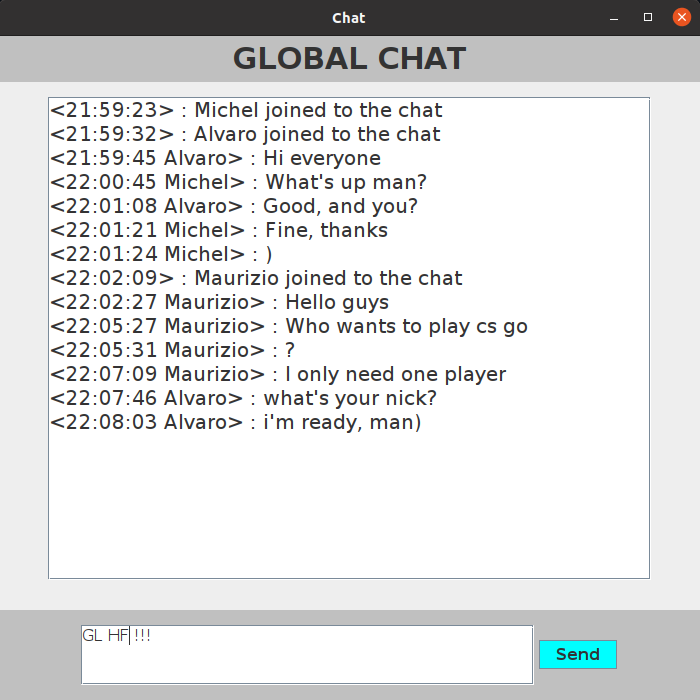 Chat
GLOBAL CHAT
<21:59:23> : Michel joined to the chat
<21:59:32> : Alvaro joined to the chat
<21:59:45 Alvaro> : Hi everyone
<22:00:45 Michel> : What's up man?
<22:01:08 Alvaro> : Good, and you?
<22:01:21 Michel> : Fine, thanks
<22:01:24 Michel> : )
<22:02:09> : Maurizio joined to the chat
<22:02:27 Maurizio> : Hello guys
<22:05:27 Maurizio> : Who wants to play cs go
<22:05:31 Maurizio> : ?
<22:07:09 Maurizio> : I only need one player
<22:07:46 Alvaro> : what's your nick?
<22:08:03 Alvaro> : i'm ready, man)
GL HF !!!
Send